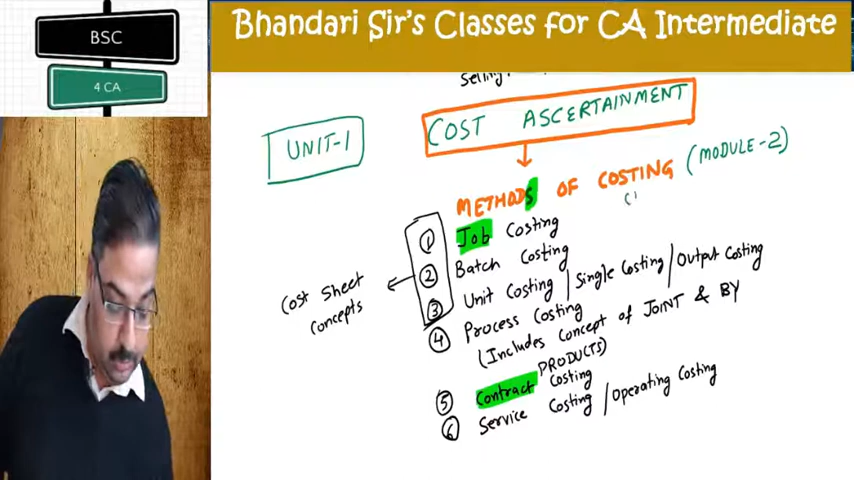 BSC
4 CA
Bhandari Sir's Classes for CA Intermediate
Selling
COST ASCERTAINMENT
UNIT-1
METHODS OF COSTING (MODULE-2)
① Job Costing
② Batch Costing
③ Unit Costing / Single Costing / Output Costing
Cost Sheet
concepts
④ Process Costing
(Includes Concept of JOINT & BY
PRODUCTS)
⑤ Contract Costing
⑥ Service Costing / Operating Costing